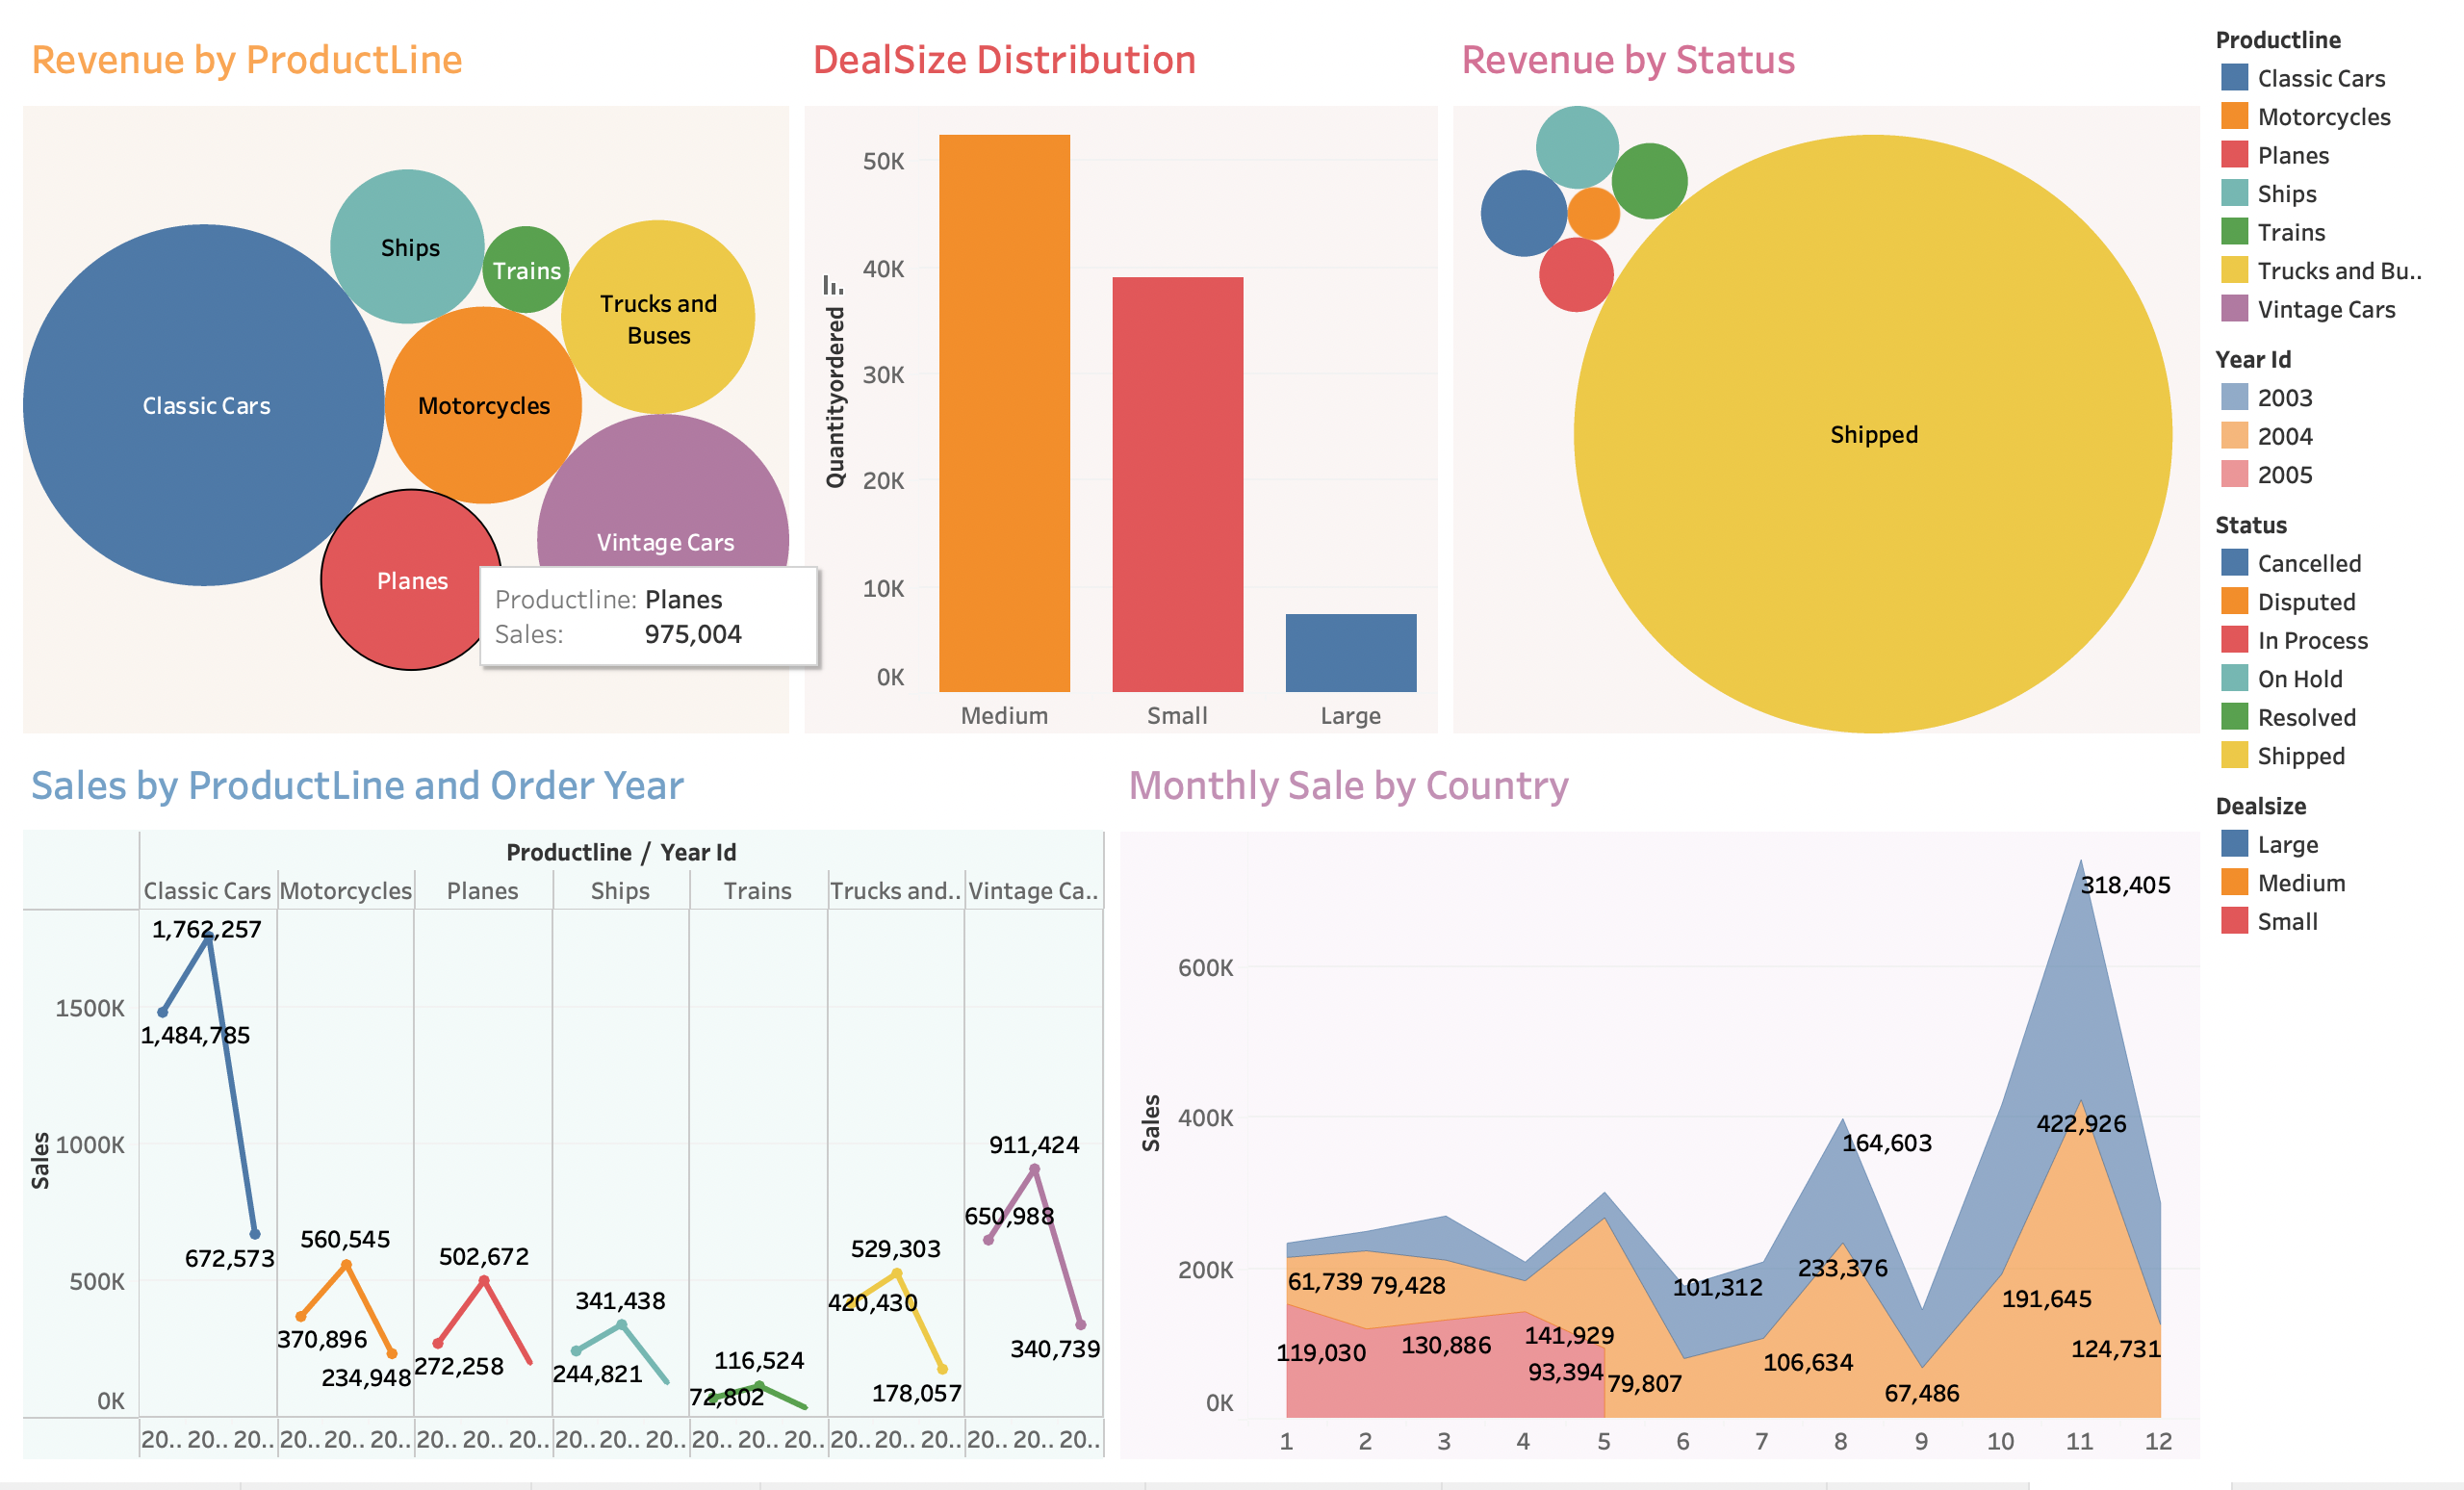 Revenue by ProductLine
Classic Cars
Ships
Trains
Trucks and
Buses
Motorcycles
Vintage Cars
Planes
Productline: Planes
Sales: 975,004
DealSize Distribution
Quantityordered
50K
40K
30K
20K
10K
0K
Medium Small Large
Revenue by Status
Shipped
Productline
Classic Cars
Motorcycles
Planes
Ships
Trains
Trucks and Bu..
Vintage Cars
Year Id
2003
2004
2005
Status
Cancelled
Disputed
In Process
On Hold
Resolved
Shipped
Dealsize
Large
Medium
Small
Sales by ProductLine and Order Year
Productline / Year Id
Classic Cars Motorcycles Planes Ships Trains Trucks and.. Vintage Ca..
Sales
1500K
1000K
500K
0K
1,762,257
1,484,785
672,573
560,545
370,896
234,948
502,672
272,258
341,438
244,821
116,524
72,802
529,303
420,430
178,057
911,424
650,988
340,739
20.. 20.. 20.. 20.. 20.. 20.. 20.. 20.. 20.. 20.. 20.. 20.. 20.. 20.. 20.. 20.. 20.. 20.. 20.. 20.. 20..
Monthly Sale by Country
Sales
600K
400K
200K
0K
318,405
422,926
164,603
233,376
101,312
61,739 79,428
191,645
119,030
130,886
141,929
93,394
79,807
106,634
67,486
124,731
1 2 3 4 5 6 7 8 9 10 11 12